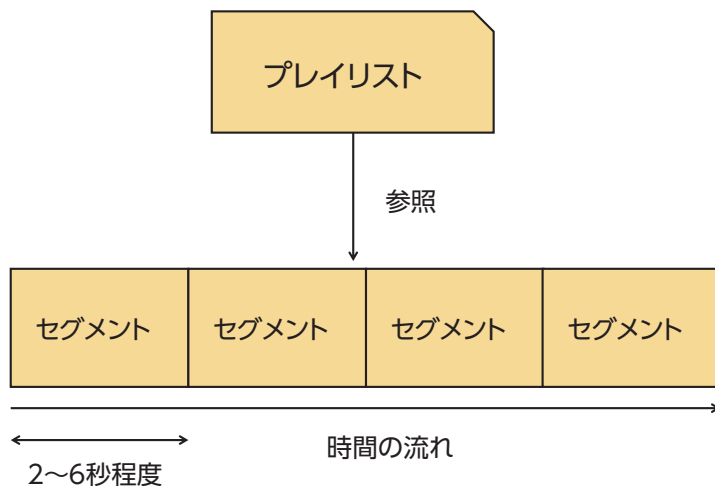 プレイリスト
参照
セグメント
セグメント
セグメント
セグメント
時間の流れ
2〜6秒程度